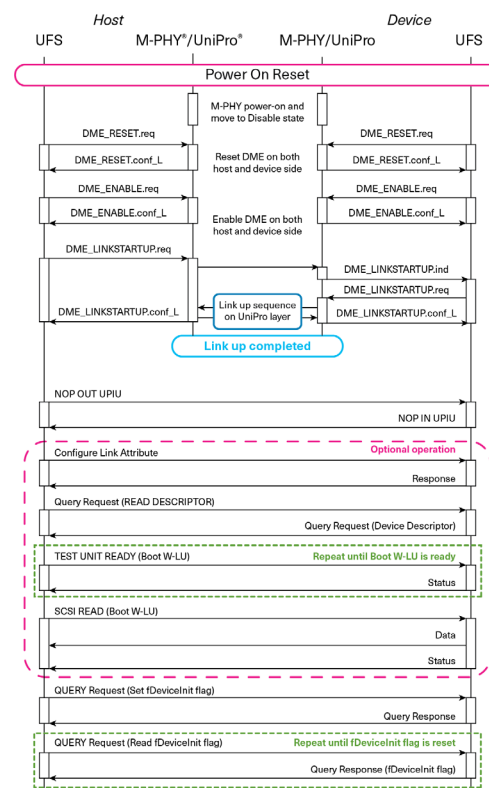 Host
Device
UFS
M-PHY®/UniPro®
M-PHY/UniPro
UFS
Power On Reset
M-PHY power-on and
move to Disable state
DME_RESET.req
DME_RESET.req
DME_RESET.conf_L
Reset DME on both
host and device side
DME_RESET.conf_L
DME_ENABLE.req
DME_ENABLE.req
DME_ENABLE.conf_L
Enable DME on both
host and device side
DME_ENABLE.conf_L
DME_LINKSTARTUP.req
DME_LINKSTARTUP.ind
DME_LINKSTARTUP.req
DME_LINKSTARTUP.conf_L
Link up sequence
on UniPro layer
DME_LINKSTARTUP.conf_L
Link up completed
NOP OUT UPIU
NOP IN UPIU
Configure Link Attribute
Optional operation
Response
Query Request (READ DESCRIPTOR)
Query Request (Device Descriptor)
TEST UNIT READY (Boot W-LU)
Repeat until Boot W-LU is ready
Status
SCSI READ (Boot W-LU)
Data
Status
QUERY Request (Set fDeviceInit flag)
Query Response
QUERY Request (Read fDeviceInit flag)
Repeat until fDeviceInit flag is reset
Query Response (fDeviceInit flag)